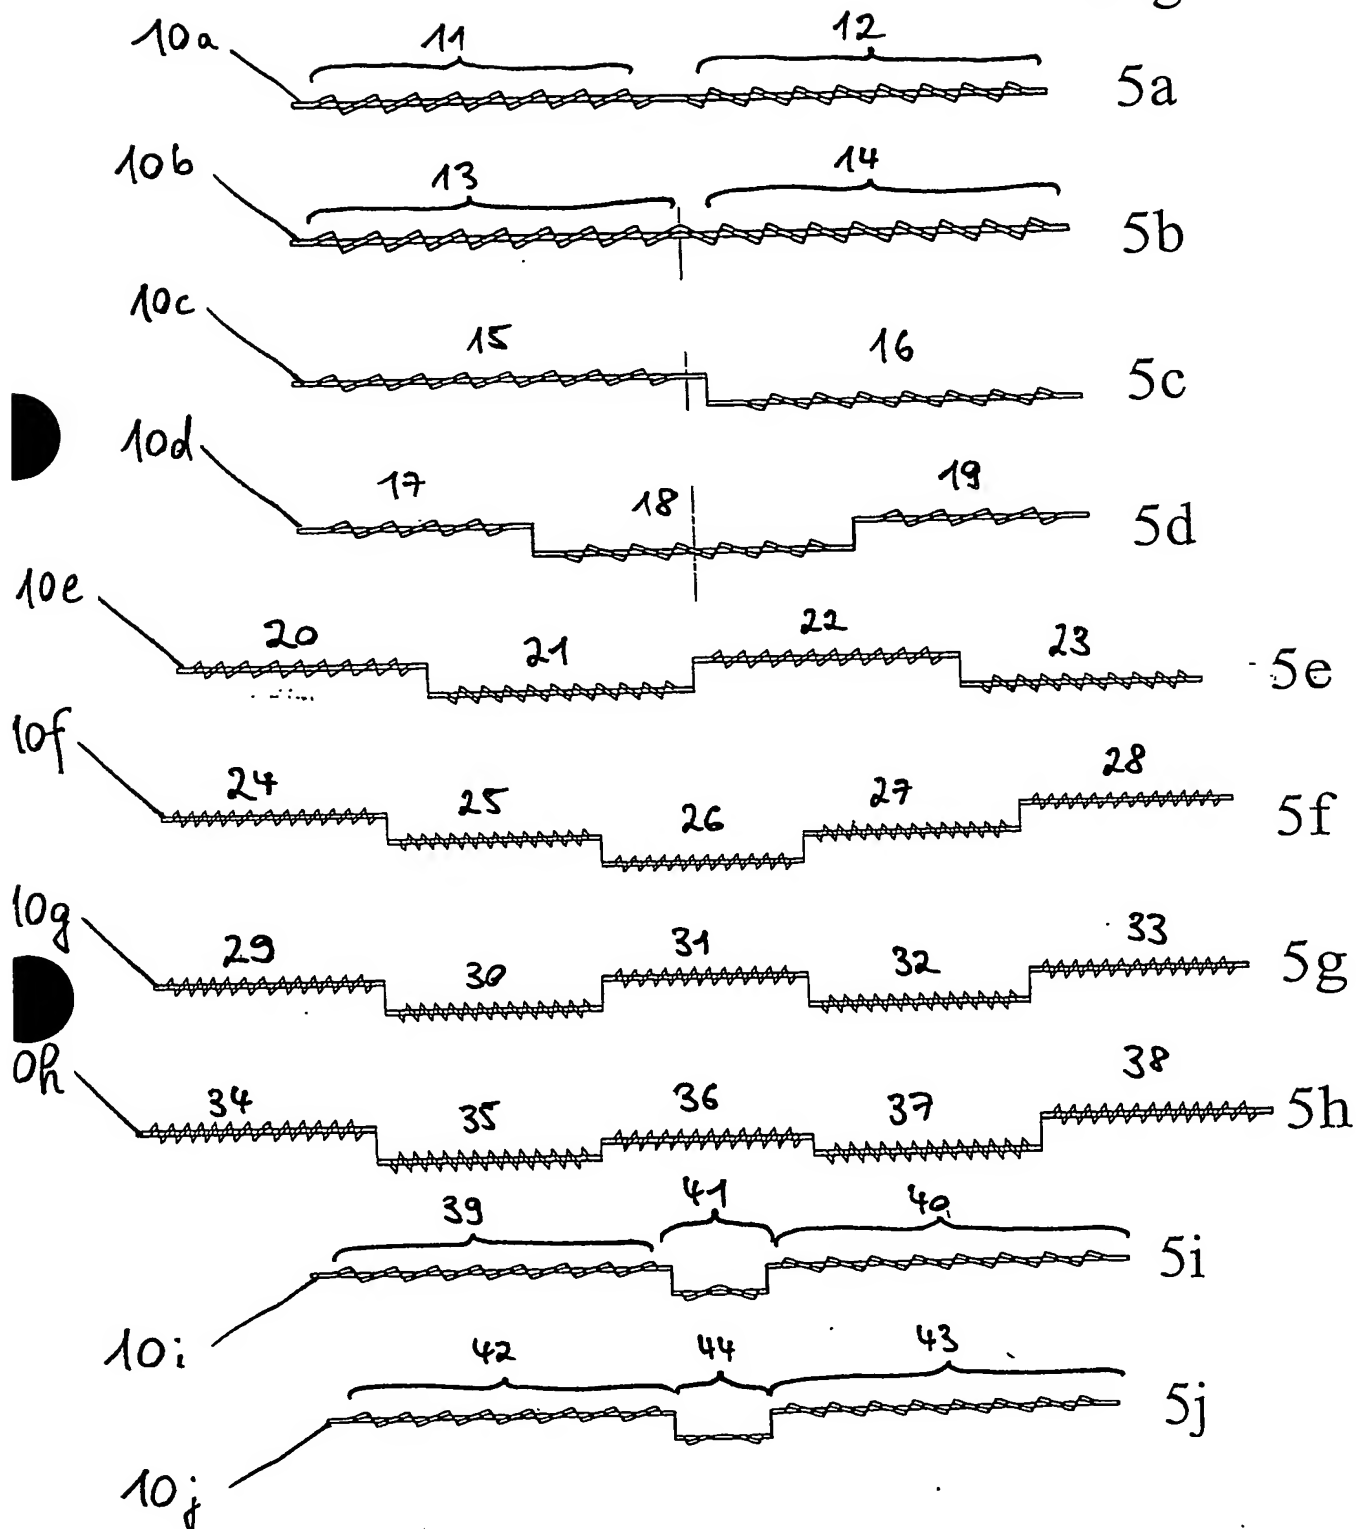 10a 11 12 5a
10b 13 14 5b
10c 15 16 5c
10d 17 18 19 5d
10e 20 21 22 23 5e
10f 24 25 26 27 28 5f
10g 29 30 31 32 33 5g
0h 34 35 36 37 38 5h
39 41 40 5i
10i
42 44 43 5j
10j